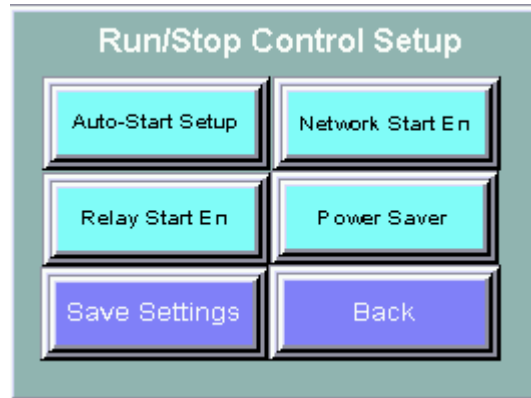 Run/Stop Control Setup
Auto-Start Setup
Network Start En
Relay Start En
Power Saver
Save Settings
Back